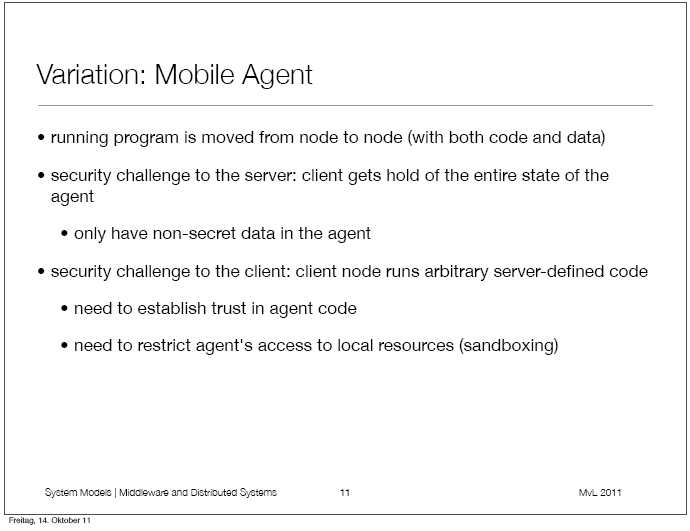 Variation: Mobile Agent
• running program is moved from node to node (with both code and data)
• security challenge to the server: client gets hold of the entire state of the
agent
• only have non-secret data in the agent
• security challenge to the client: client node runs arbitrary server-defined code
• need to establish trust in agent code
• need to restrict agent's access to local resources (sandboxing)
System Models | Middleware and Distributed Systems 11 MvL 2011
Freitag, 14. Oktober 11